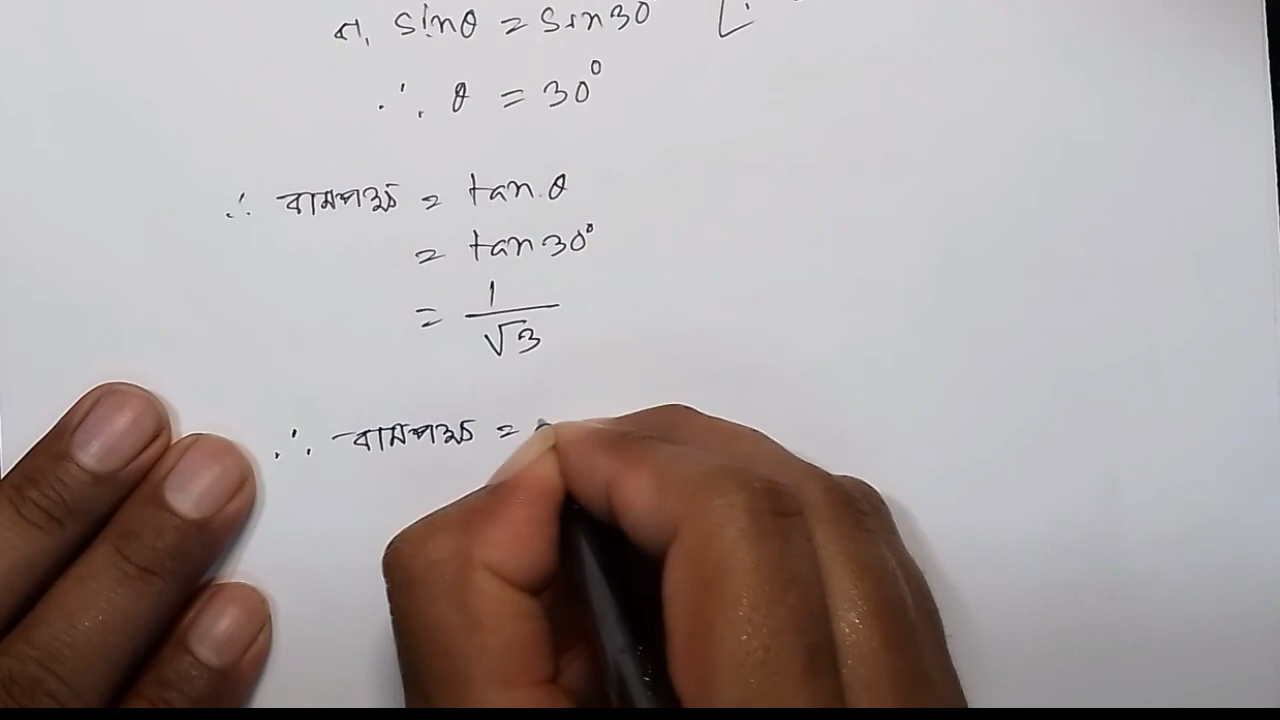 বা, sinθ = sin30 [∵
∴ θ = 30°
∴ বামপক্ষ = tan θ
= tan 30°
= 1/√3
∴ বামপক্ষ =